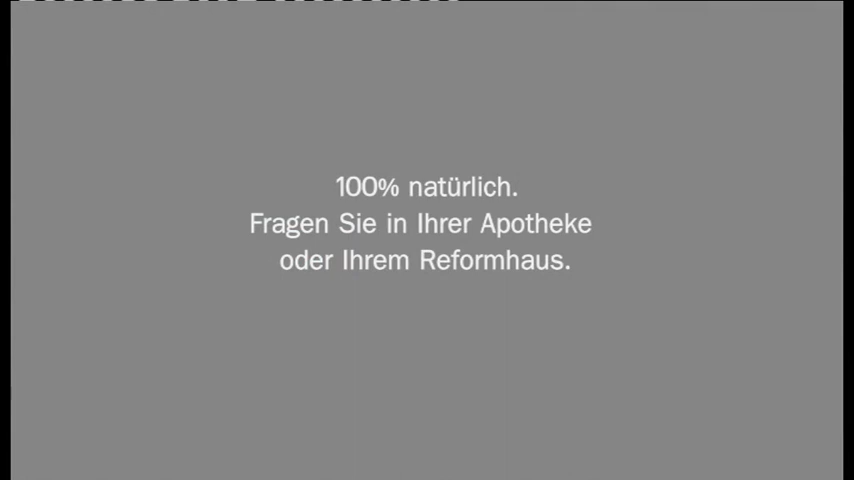 100% natürlich.
Fragen Sie in Ihrer Apotheke
oder Ihrem Reformhaus.